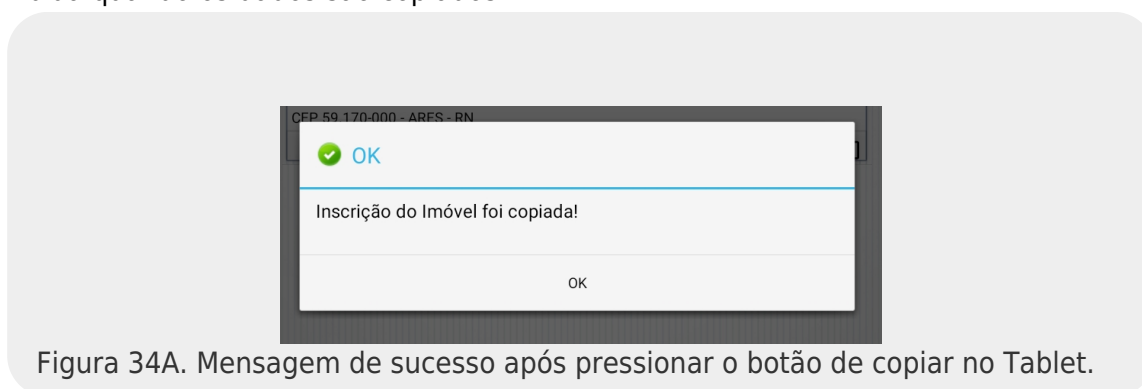 CEP 59.170-000 - ARES - RN
OK
Inscrição do Imóvel foi copiada!
OK
Figura 34A. Mensagem de sucesso após pressionar o botão de copiar no Tablet.